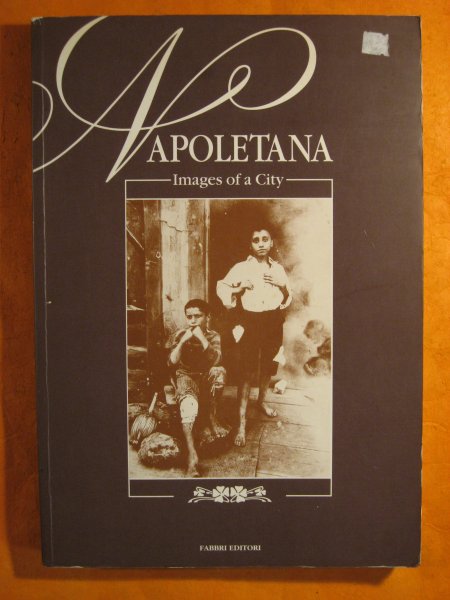 NAPOLETANA
Images of a City
FABBRI EDITORI